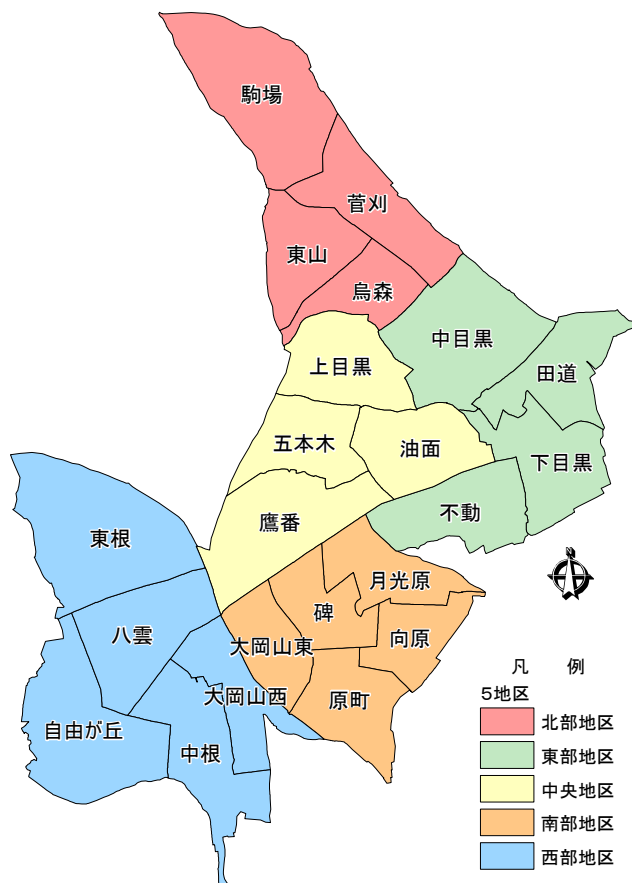 駒場
菅刈
東山
烏森
中目黒
上目黒
田道
五本木
油面
下目黒
不動
鷹番
東根
月光原
碑
八雲
大岡山東
向原
大岡山西
原町
自由が丘
中根
凡 例
5地区
北部地区
東部地区
中央地区
南部地区
西部地区